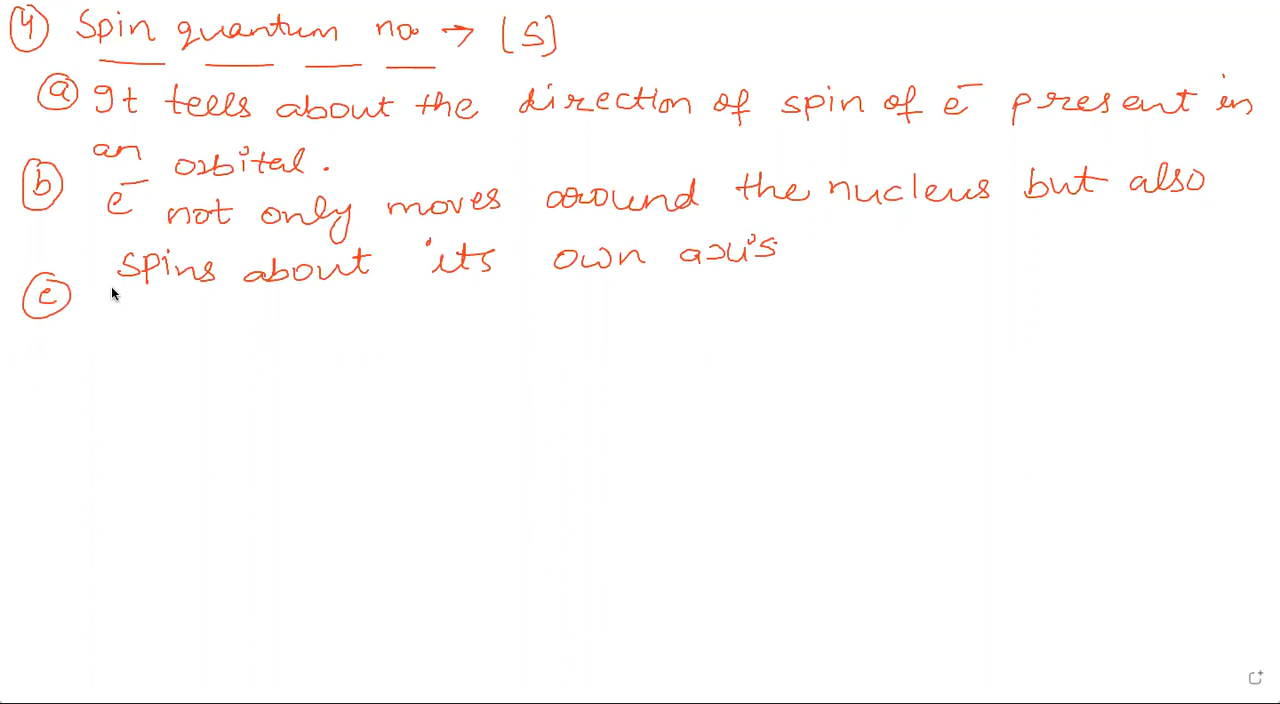 ④ Spin quantum no → [S]
ⓐ It tells about the direction of spin of e⁻ present in
an orbital.
ⓑ e⁻ not only moves around the nucleus but also
spins about its own axis
ⓒ